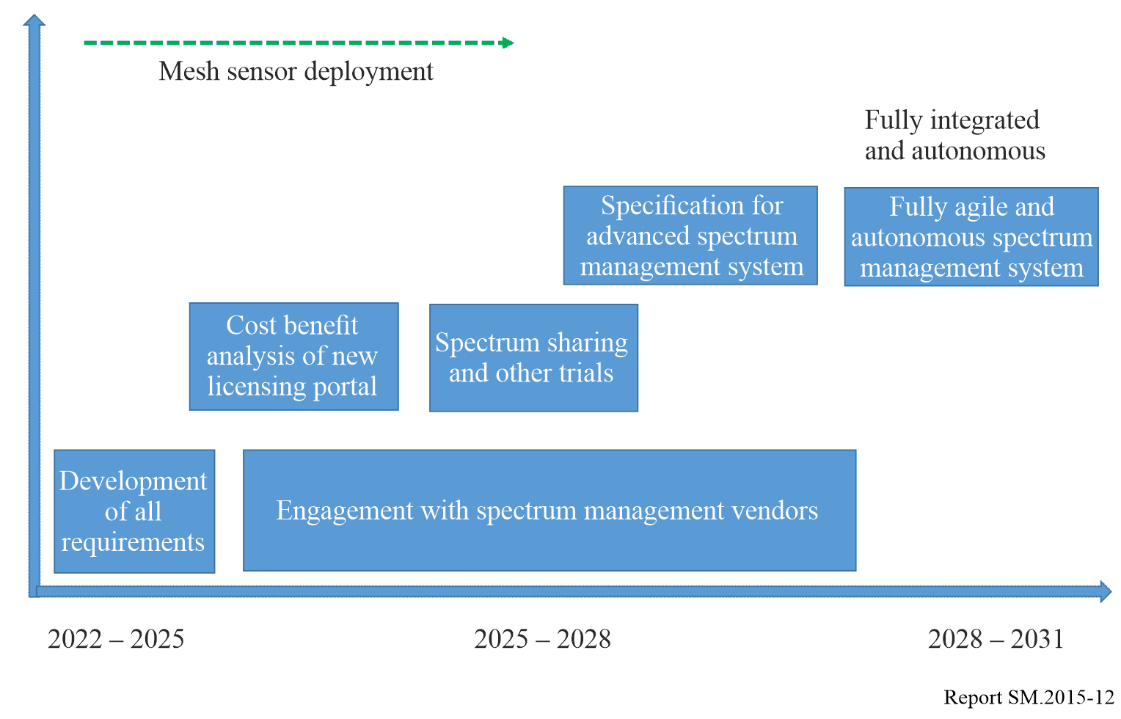 Mesh sensor deployment
Fully integrated
and autonomous
Specification for
advanced spectrum
management system
Fully agile and
autonomous spectrum
management system
Cost benefit
analysis of new
licensing portal
Spectrum sharing
and other trials
Development
of all
requirements
Engagement with spectrum management vendors
2022 – 2025
2025 – 2028
2028 – 2031
Report SM.2015-12